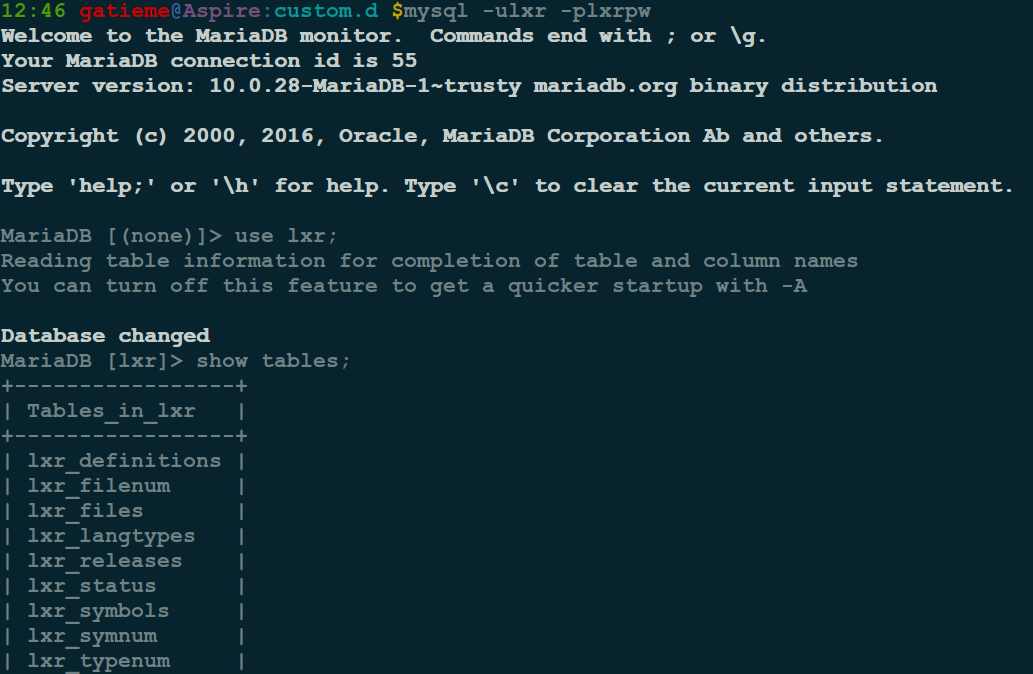 12:46 gatieme@Aspire:custom.d $mysql -ulxr -plxrpw
Welcome to the MariaDB monitor.  Commands end with ; or \g.
Your MariaDB connection id is 55
Server version: 10.0.28-MariaDB-1~trusty mariadb.org binary distribution

Copyright (c) 2000, 2016, Oracle, MariaDB Corporation Ab and others.

Type 'help;' or '\h' for help. Type '\c' to clear the current input statement.

MariaDB [(none)]> use lxr;
Reading table information for completion of table and column names
You can turn off this feature to get a quicker startup with -A

Database changed
MariaDB [lxr]> show tables;
+-----------------+
| Tables_in_lxr   |
+-----------------+
| lxr_definitions |
| lxr_filenum     |
| lxr_files       |
| lxr_langtypes   |
| lxr_releases    |
| lxr_status      |
| lxr_symbols     |
| lxr_symnum      |
| lxr_typenum     |